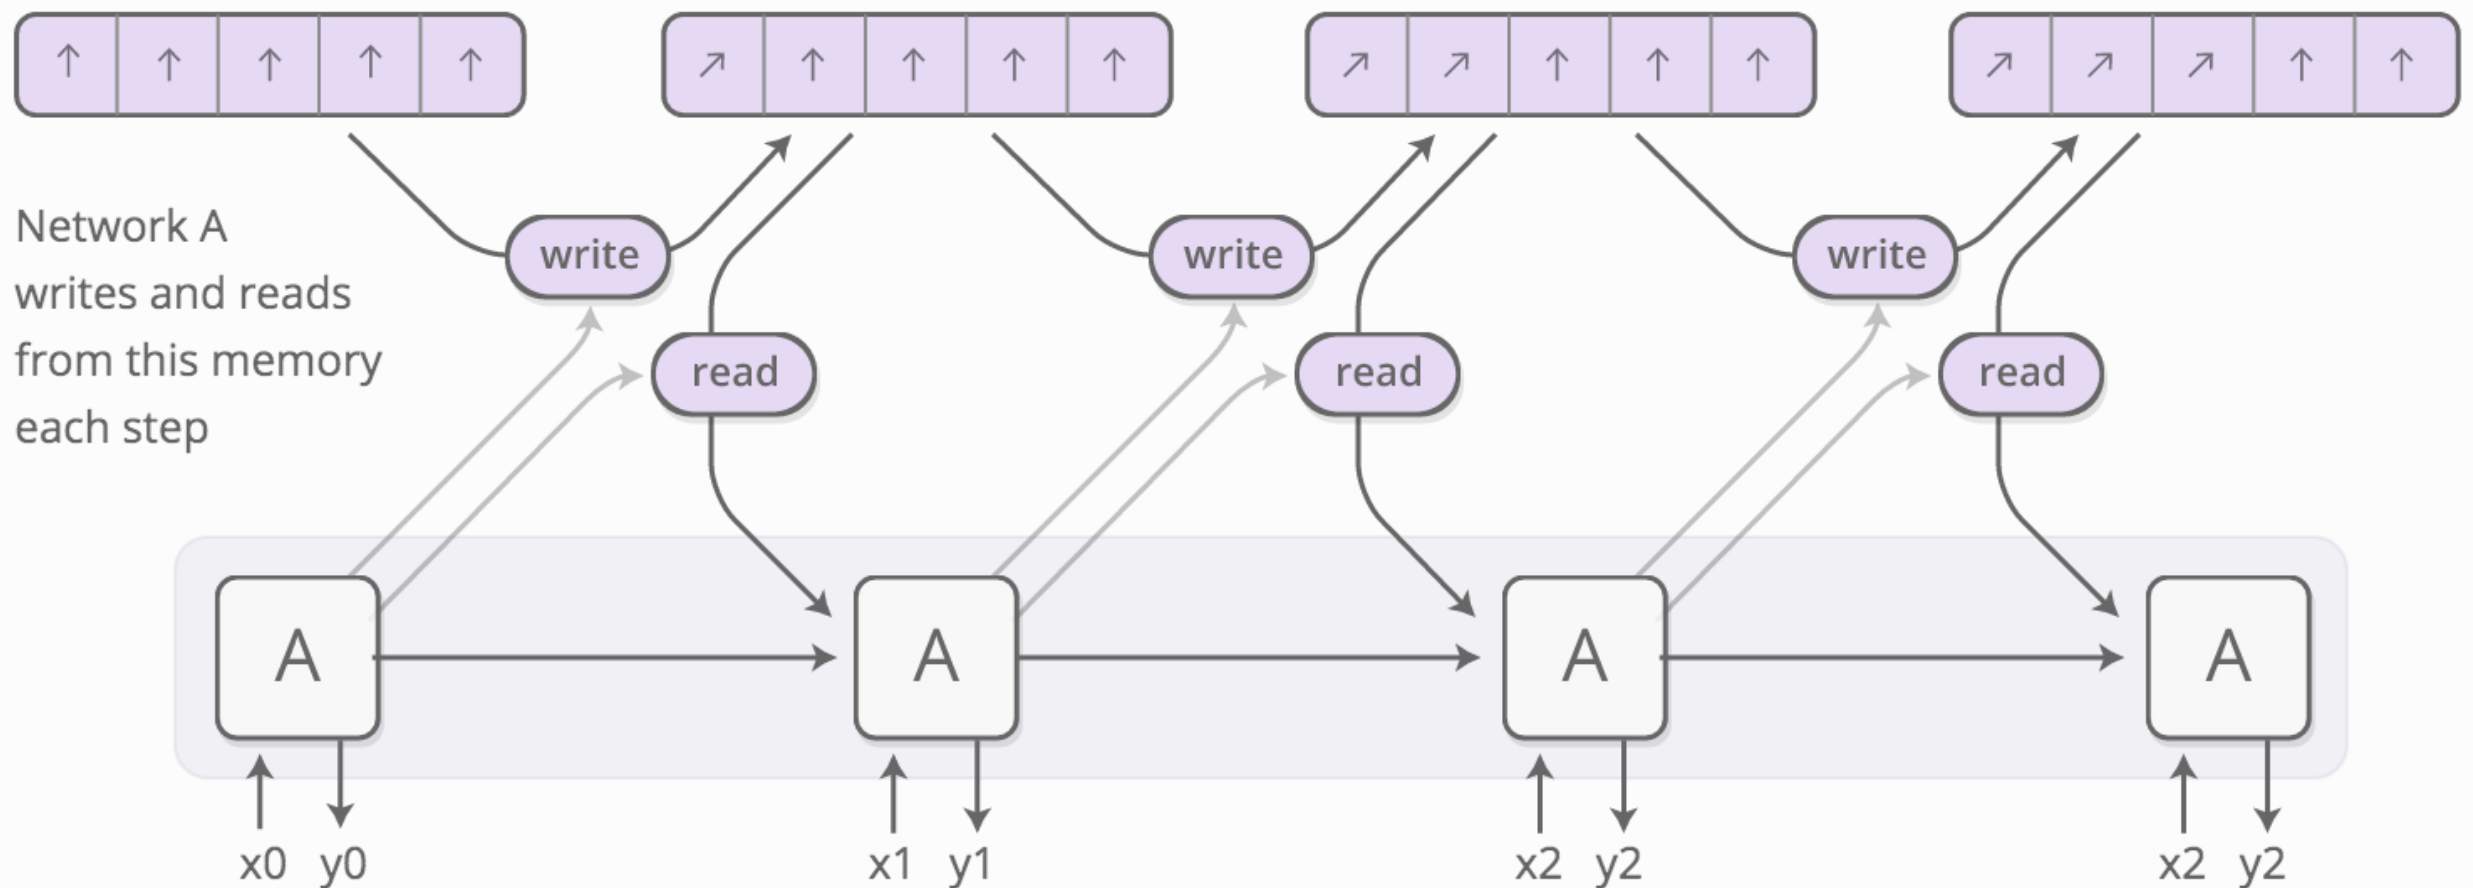 Network A
writes and reads
from this memory
each step
write
write
write
read
read
read
A
A
A
A
x0 y0
x1 y1
x2 y2
x2 y2